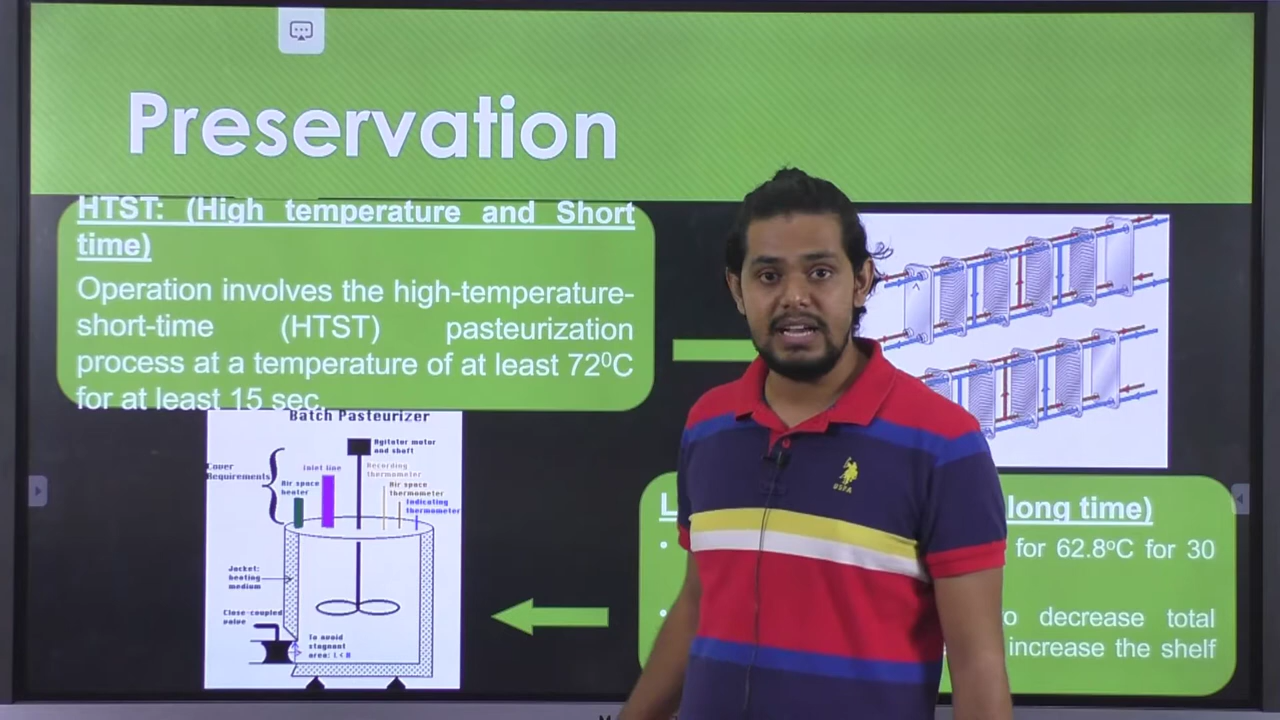 Preservation
HTST: (High temperature and Short
time)
Operation involves the high-temperature-
short-time (HTST) pasteurization
process at a temperature of at least 72⁰C
for at least 15 sec.
Batch Pasteurizer
Agitator motor
and shaft
Cover
Requirements
Inlet line
Recording
thermometer
Air space
heater
Air space
thermometer
Indicating
thermometer
Jacket:
heating
medium
Close-coupled
valve
To avoid
stagnant
area: L < R
L
long time)
• for 62.8ᵒC for 30
• decrease total
increase the shelf
USPA